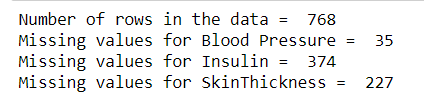 Number of rows in the data =  768
Missing values for Blood Pressure =  35
Missing values for Insulin =  374
Missing values for SkinThickness =  227